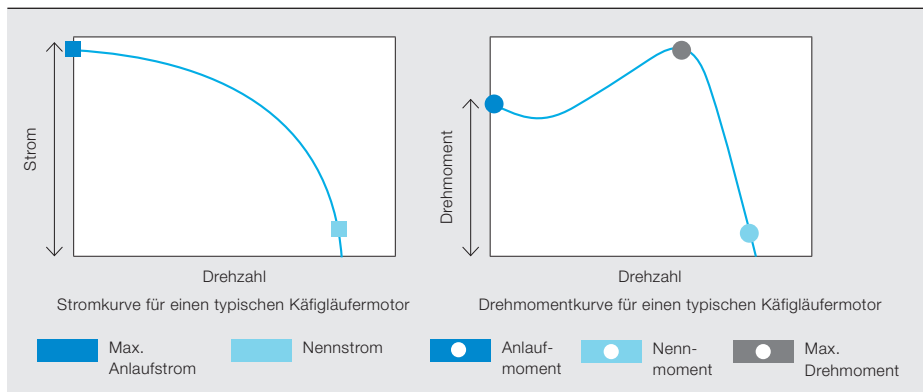 Strom
Drehzahl
Stromkurve für einen typischen Käfigläufermotor
Drehmoment
Drehzahl
Drehmomentkurve für einen typischen Käfigläufermotor
Max.
Anlaufstrom
Nennstrom
Anlauf-
moment
Nenn-
moment
Max.
Drehmoment